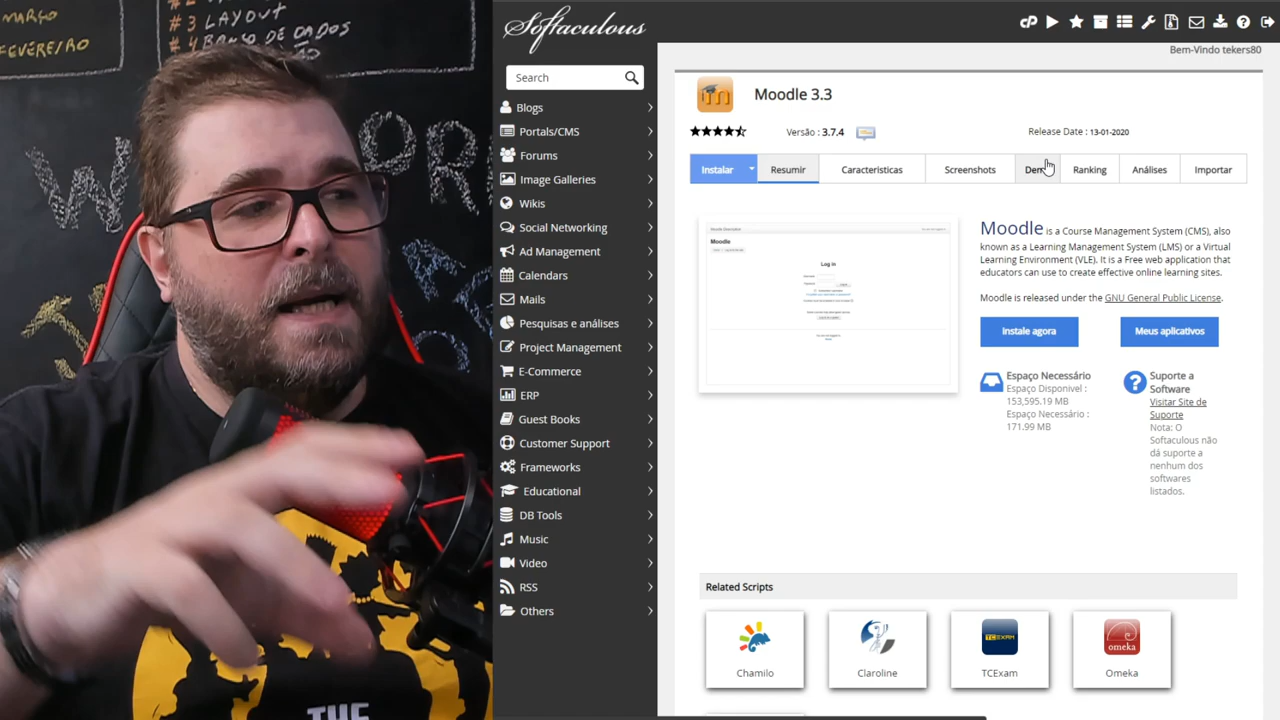 MARÇO
FEVEREIRO
#3 LAYOUT
#4 BANCO DE DADOS
THE
Softaculous
Bem-Vindo tekers80
Search
Blogs
Portals/CMS
Forums
Image Galleries
Wikis
Social Networking
Ad Management
Calendars
Mails
Pesquisas e análises
Project Management
E-Commerce
ERP
Guest Books
Customer Support
Frameworks
Educational
DB Tools
Music
Video
RSS
Others
Moodle 3.3
Versão : 3.7.4
Release Date : 13-01-2020
Instalar
Resumir
Caracteristicas
Screenshots
Ranking
Análises
Importar
Moodle
Log in
Moodle is a Course Management System (CMS), also
known as a Learning Management System (LMS) or a Virtual
Learning Environment (VLE). It is a Free web application that
educators can use to create effective online learning sites.
Moodle is released under the GNU General Public License.
Instale agora
Meus aplicativos
Espaço Necessário
Espaço Disponivel :
153,595.19 MB
Espaço Necessário :
171.99 MB
Suporte a
Software
Visitar Site de
Suporte
Nota: O
Softaculous não
dá suporte a
nenhum dos
softwares
listados.
Related Scripts
Chamilo
Claroline
TCEXAM
TCExam
omeka
Omeka